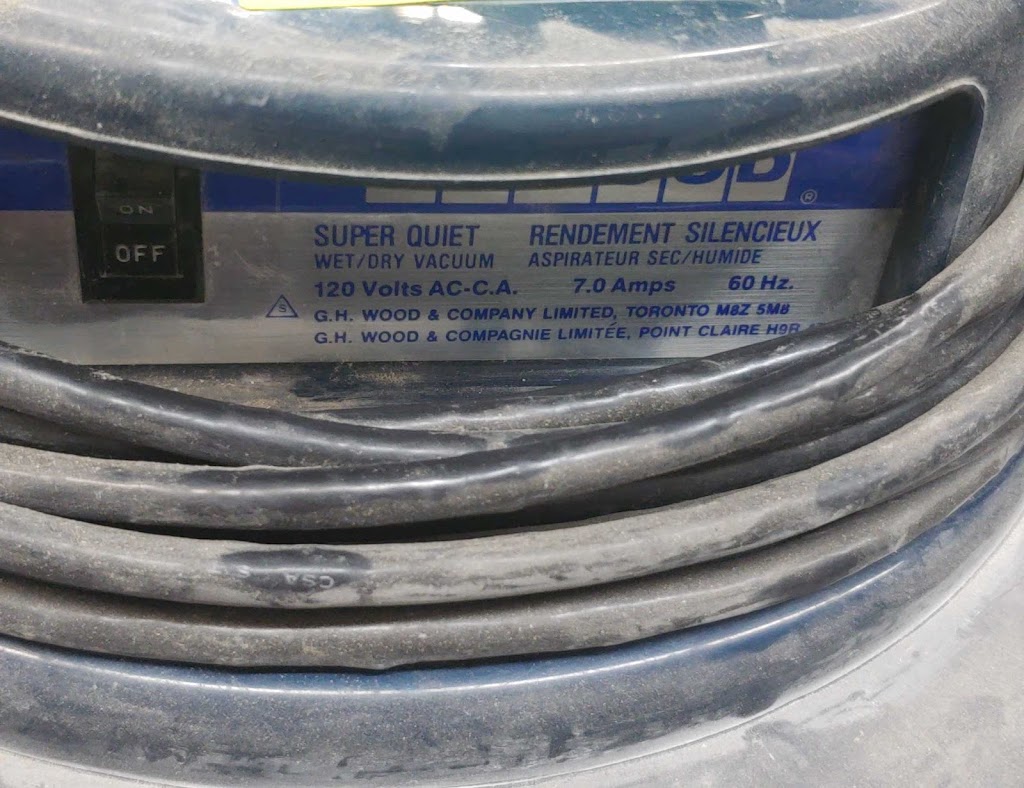 ®
ON
OFF
SUPER QUIET RENDEMENT SILENCIEUX
WET/DRY VACUUM ASPIRATEUR SEC/HUMIDE
120 Volts AC-C.A. 7.0 Amps 60 Hz.
S
G.H. WOOD & COMPANY LIMITED, TORONTO M8Z 5M8
G.H. WOOD & COMPAGNIE LIMITÉE, POINT CLAIRE H9R
CSA